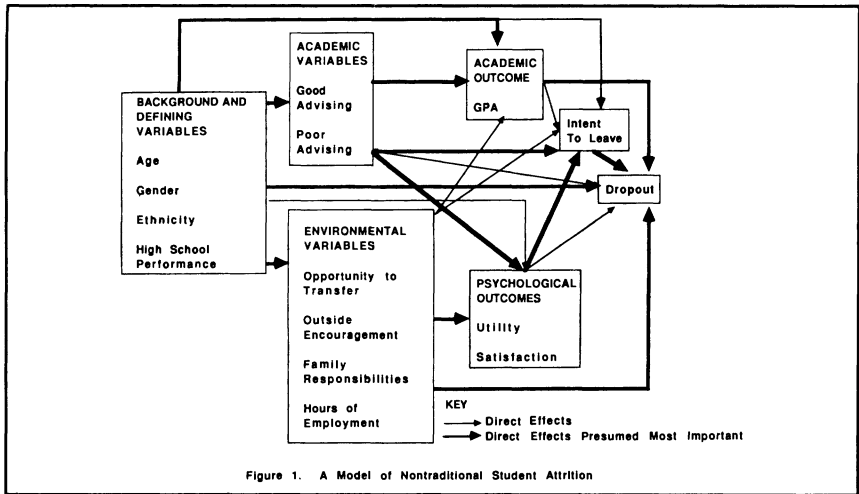 BACKGROUND AND
DEFINING
VARIABLES
Age
Gender
Ethnicity
High School
Performance
ACADEMIC
VARIABLES
Good
Advising
Poor
Advising
ENVIRONMENTAL
VARIABLES
Opportunity to
Transfer
Outside
Encouragement
Family
Responsibilities
Hours of
Employment
ACADEMIC
OUTCOME
GPA
Intent
To Leave
Dropout
PSYCHOLOGICAL
OUTCOMES
Utility
Satisfaction
KEY
Direct Effects
Direct Effects Presumed Most Important
Figure 1. A Model of Nontraditional Student Attrition